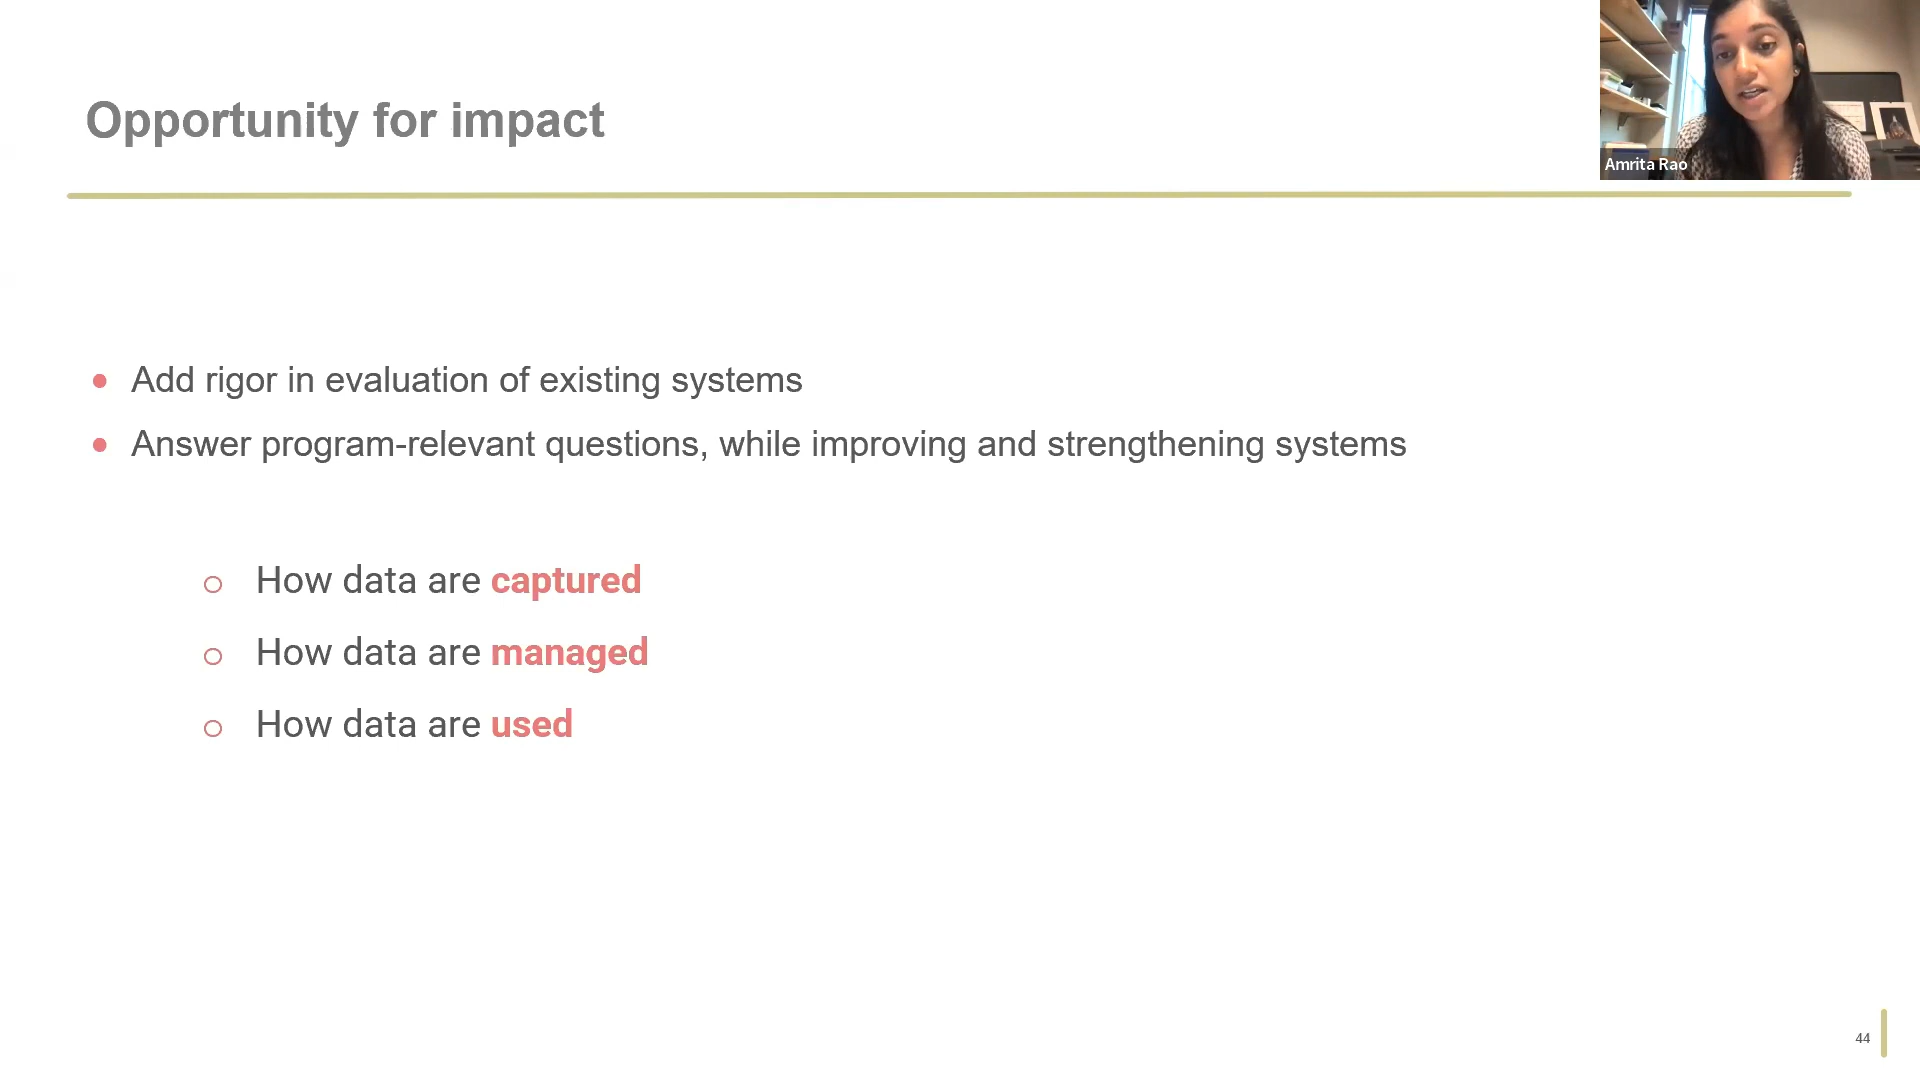 Opportunity for impact
Amrita Rao
Add rigor in evaluation of existing systems
Answer program-relevant questions, while improving and strengthening systems
How data are captured
How data are managed
How data are used
44